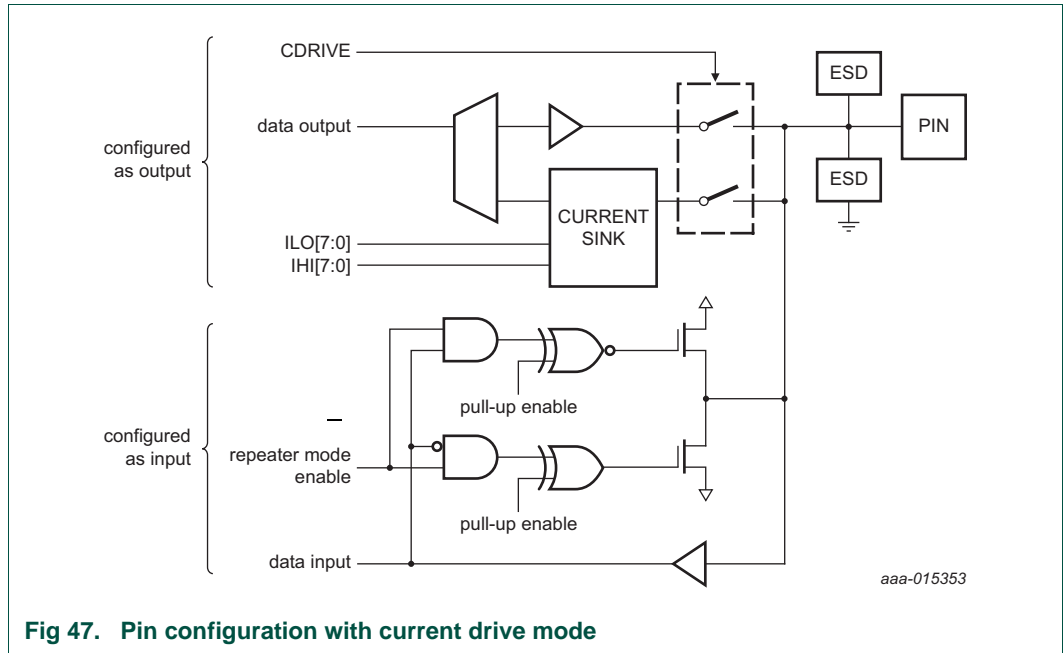 CDRIVE
ESD
data output
PIN
configured
as output
ESD
CURRENT
SINK
ILO[7:0]
IHI[7:0]
pull-up enable
configured
as input
repeater mode
enable
pull-up enable
data input
aaa-015353
Fig 47. Pin configuration with current drive mode